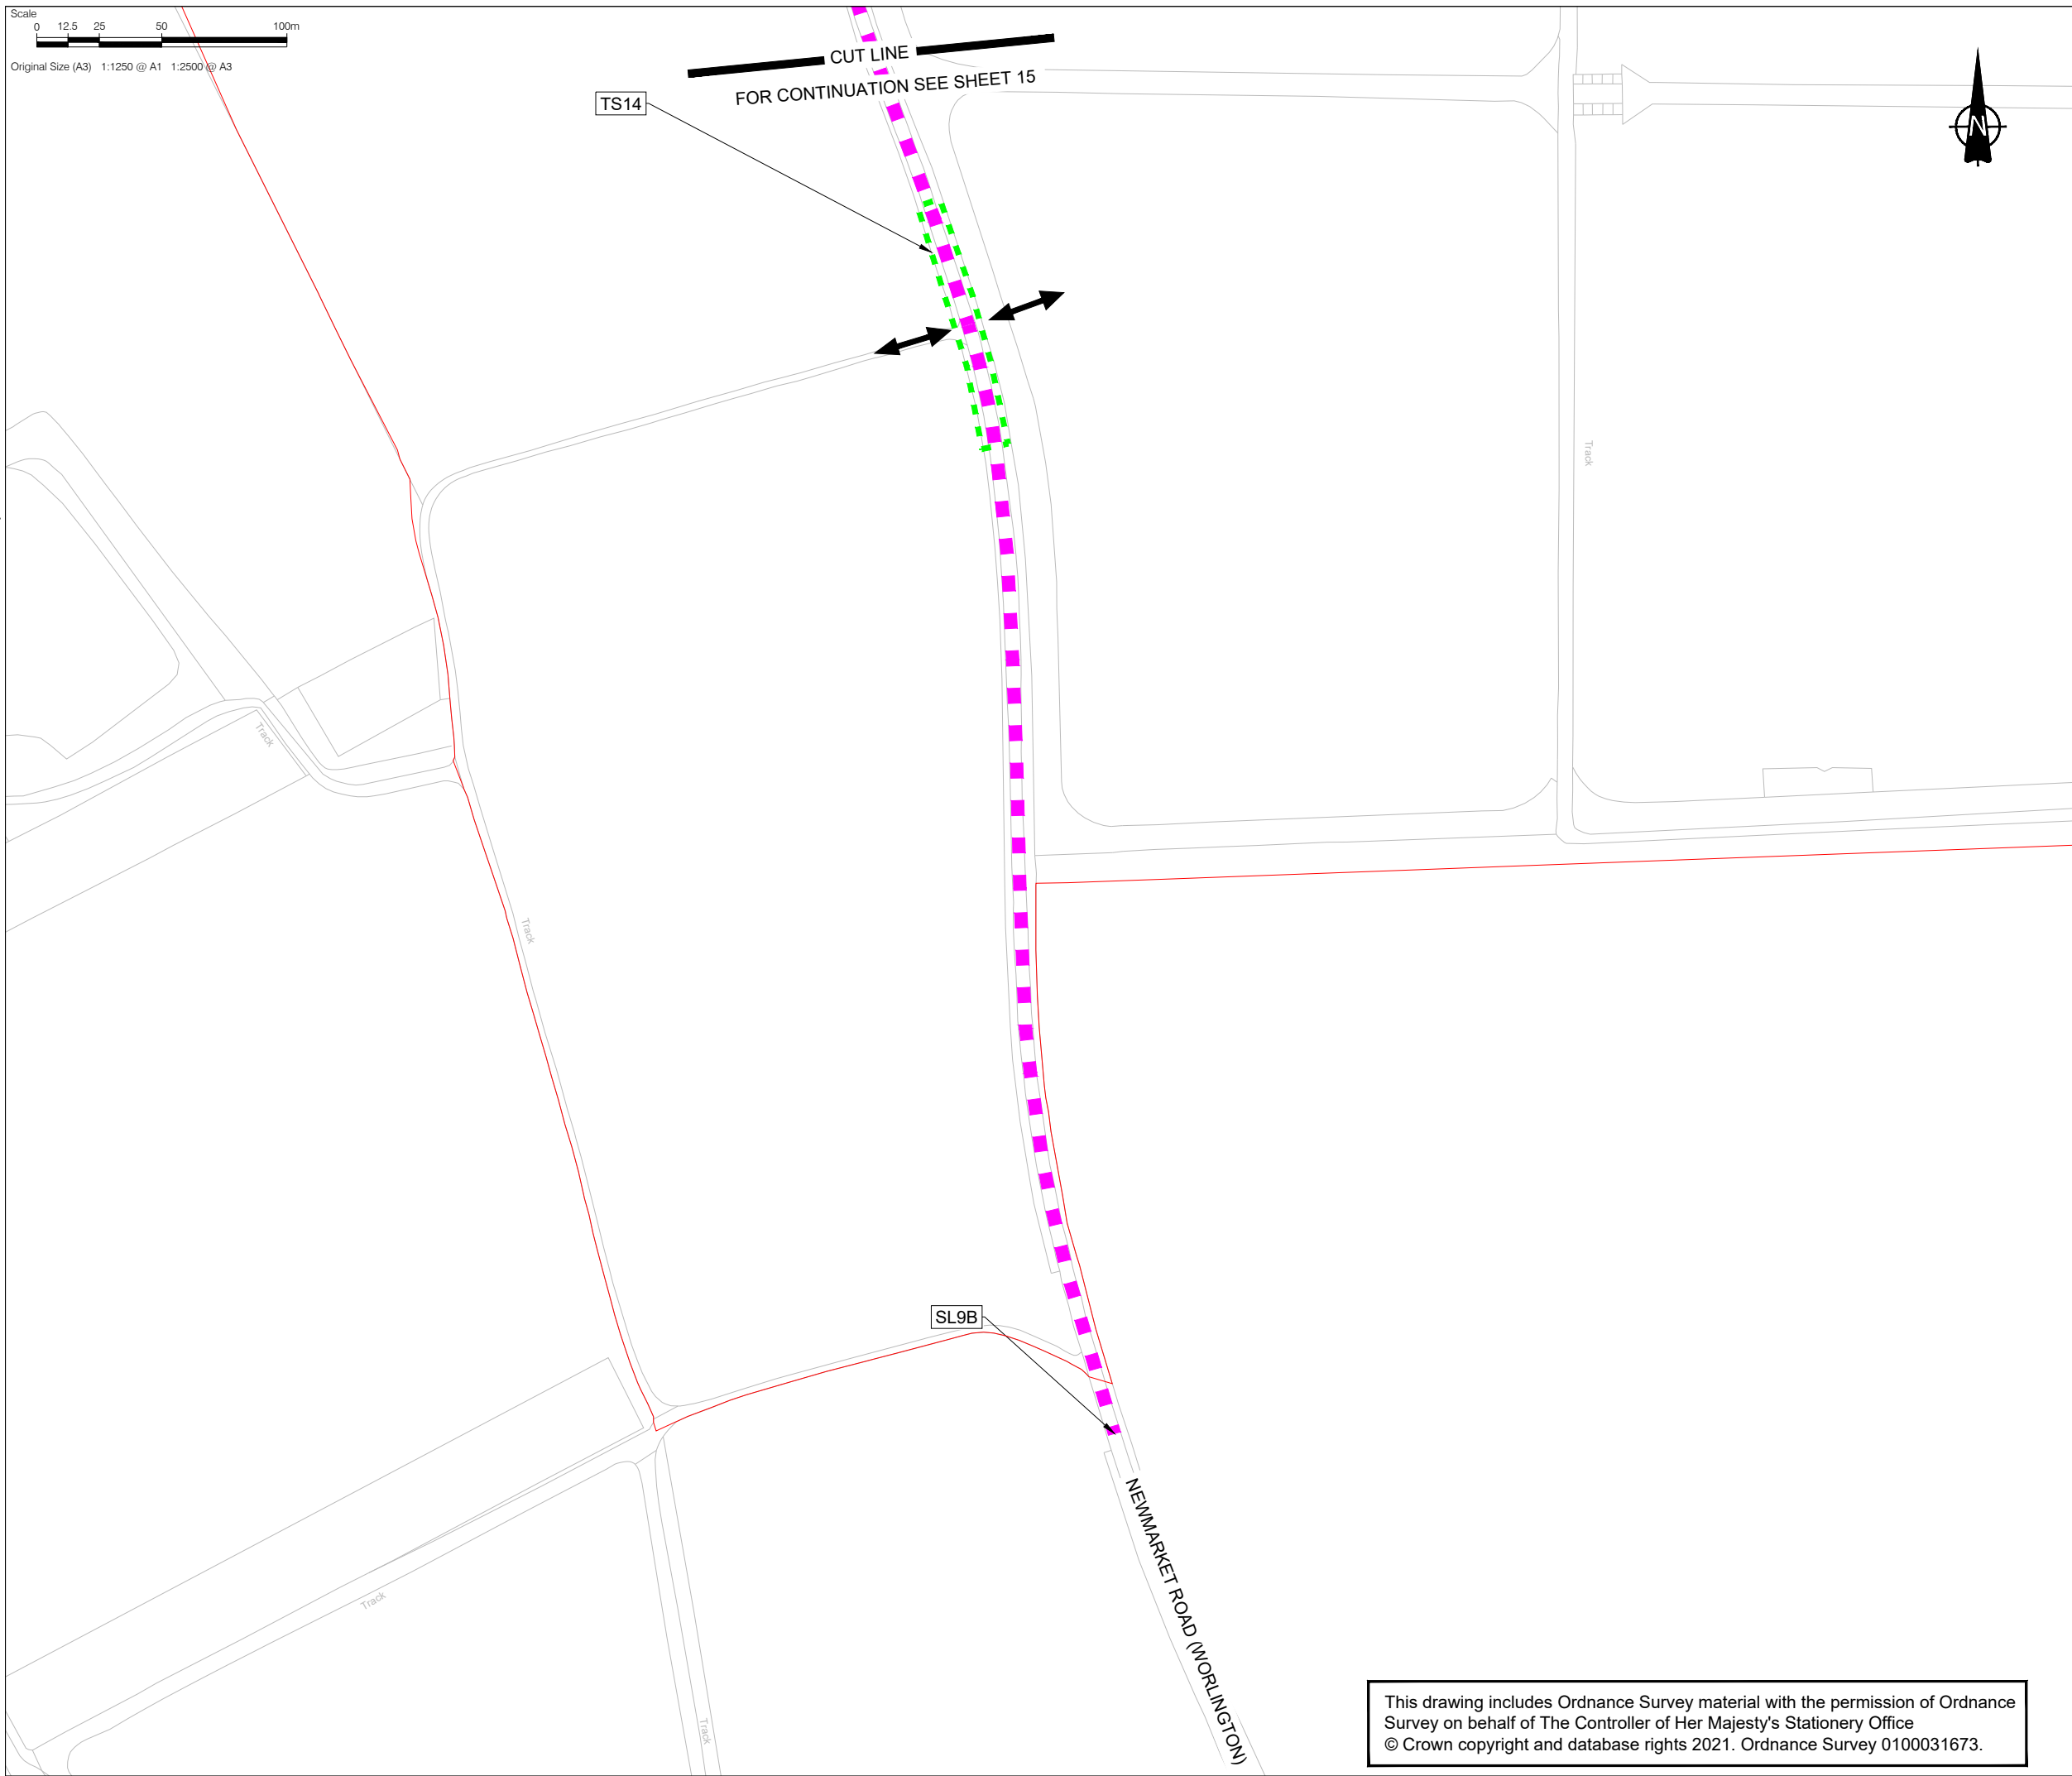 Scale
0 12.5 25 50 100m
Original Size (A3) 1:1250 @ A1 1:2500 @ A3
CUT LINE
FOR CONTINUATION SEE SHEET 15
TS14
N
Track
Track
Track
SL9B
NEWMARKET ROAD (WORLINGTON)
Track
Track
This drawing includes Ordnance Survey material with the permission of Ordnance
Survey on behalf of The Controller of Her Majesty's Stationery Office
© Crown copyright and database rights 2021. Ordnance Survey 0100031673.